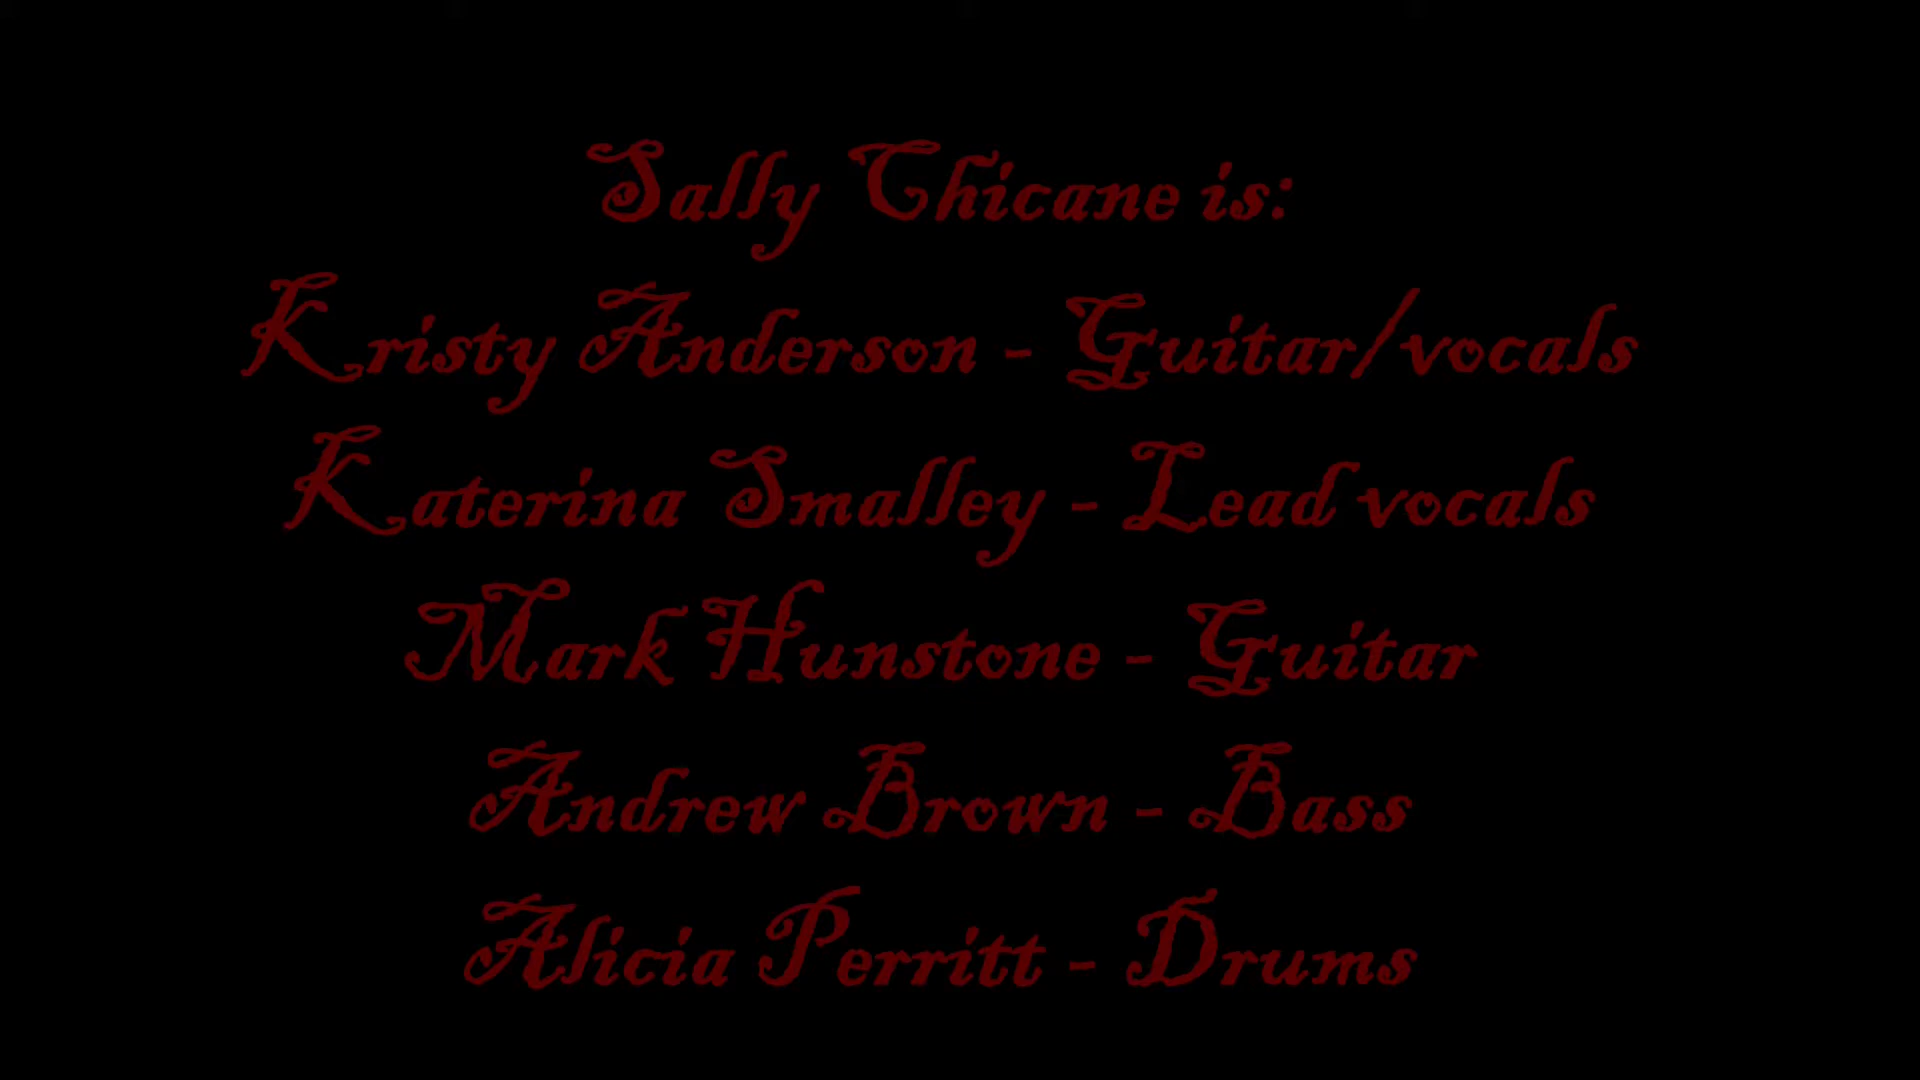 Sally Chicane is:
Kristy Anderson - Guitar/vocals
Katerina Smalley - Lead vocals
Mark Hunstone - Guitar
Andrew Brown - Bass
Alicia Perritt - Drums